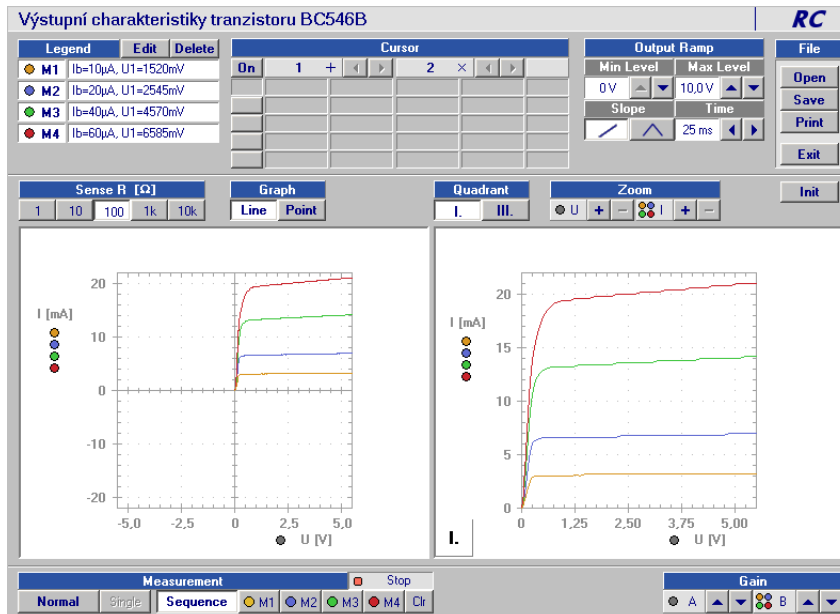 Výstupní charakteristiky tranzistoru BC546B
RC
Legend Edit Delete
M1 Ib=10µA, U1=1520mV
M2 Ib=20µA, U1=2545mV
M3 Ib=40µA, U1=4570mV
M4 Ib=60µA, U1=6585mV
Cursor
On 1 + 2 ×
Output Ramp
Min Level Max Level
0 V 10,0 V
Slope Time
25 ms
File
Open
Save
Print
Exit
Init
Sense R [Ω]
1 10 100 1k 10k
Graph
Line Point
Quadrant
I. III.
Zoom
U + − I + −
20
I [mA]
10
0
-10
-20
-5,0 -2,5 0 2,5 5,0
U [V]
20
I [mA]
15
10
5
0
0 1,25 2,50 3,75 5,00
U [V]
I.
Measurement Stop
Normal Single Sequence M1 M2 M3 M4 Clr
Gain
A B